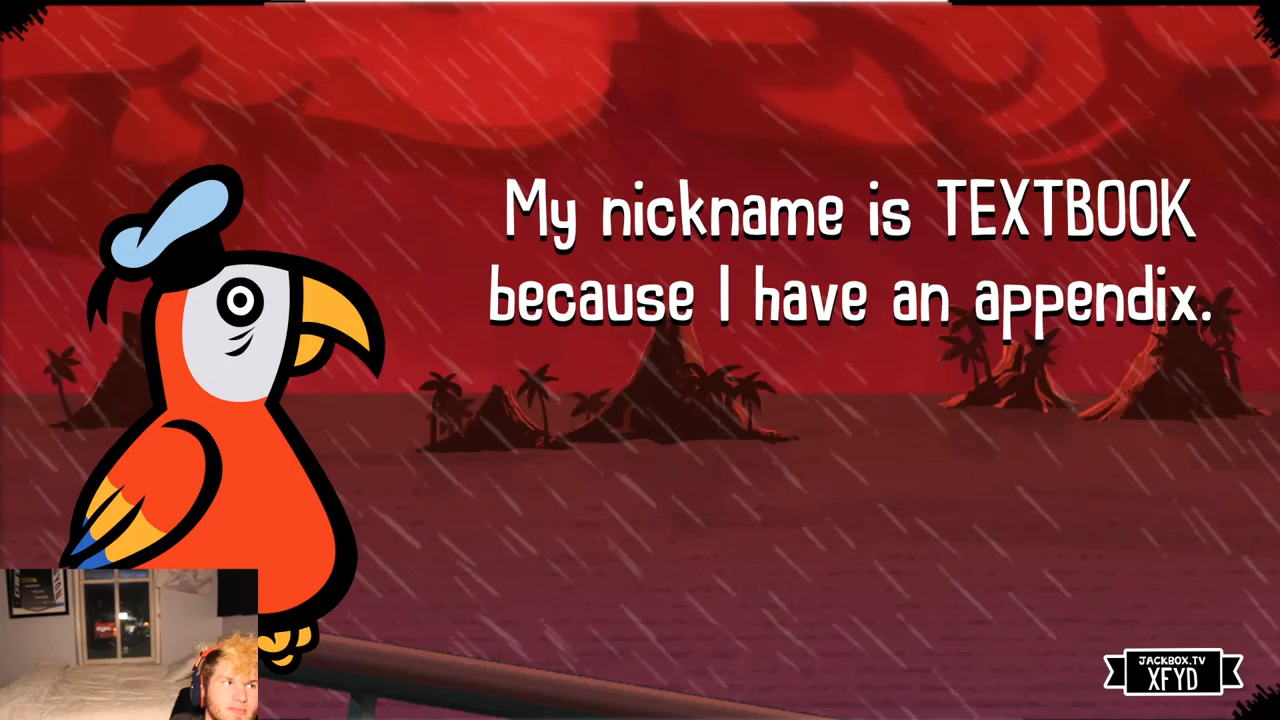 My nickname is TEXTBOOK
because I have an appendix.
JACKBOX.TV
XFYD